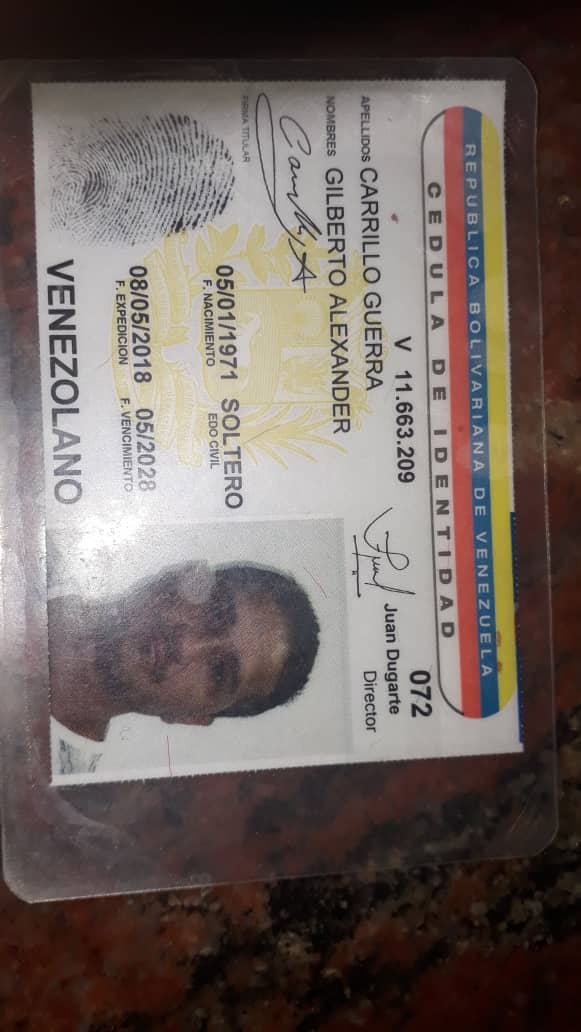 REPUBLICA BOLIVARIANA DE VENEZUELA
CEDULA DE IDENTIDAD
V 11.663.209
072
APELLIDOS CARRILLO GUERRA
Juan Dugarte
Director
NOMBRES GILBERTO ALEXANDER
FIRMA TITULAR
05/01/1971 SOLTERO
F. NACIMIENTO EDO CIVIL
08/05/2018 05/2028
F. EXPEDICION F. VENCIMIENTO
VENEZOLANO